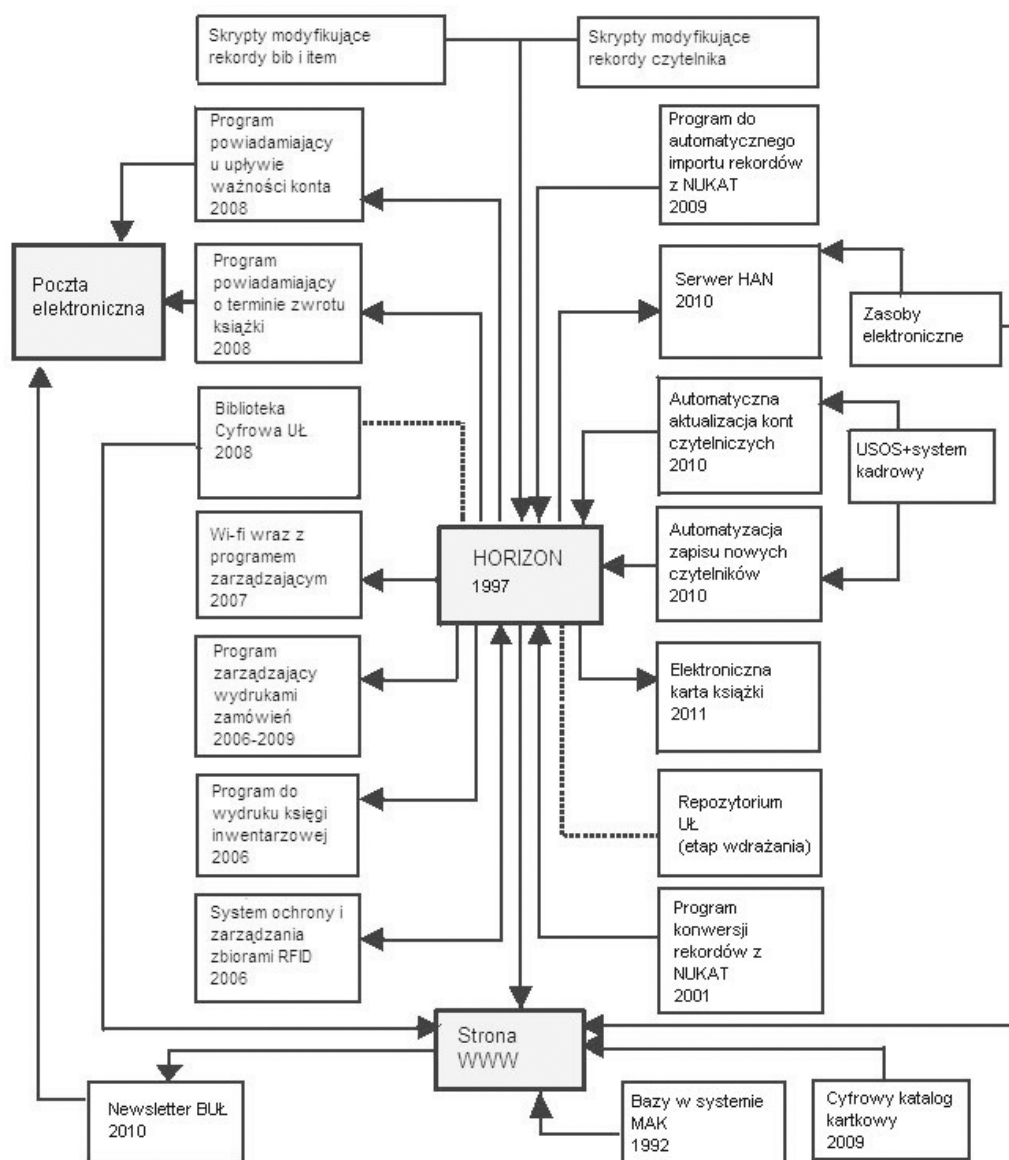 Skrypty modyfikujące
rekordy bib i item
Skrypty modyfikujące
rekordy czytelnika
Program
powiadamiający
u upływie
ważności konta
2008
Program do
automatycznego
importu rekordów
z NUKAT
2009
Poczta
elektroniczna
Program
powiadamiający
o terminie zwrotu
książki
2008
Serwer HAN
2010
Zasoby
elektroniczne
Biblioteka
Cyfrowa UŁ
2008
Automatyczna
aktualizacja kont
czytelniczych
2010
USOS+system
kadrowy
Wi-fi wraz z
programem
zarządzającym
2007
HORIZON
1997
Automatyzacja
zapisu nowych
czytelników
2010
Program
zarządzający
wydrukami
zamówień
2006-2009
Elektroniczna
karta książki
2011
Program do
wydruku księgi
inwentarzowej
2006
Repozytorium
UŁ
(etap wdrażania)
System ochrony i
zarządzania
zbiorami RFID
2006
Program
konwersji
rekordów z
NUKAT
2001
Strona
WWW
Newsletter BUŁ
2010
Bazy w systemie
MAK
1992
Cyfrowy katalog
kartkowy
2009